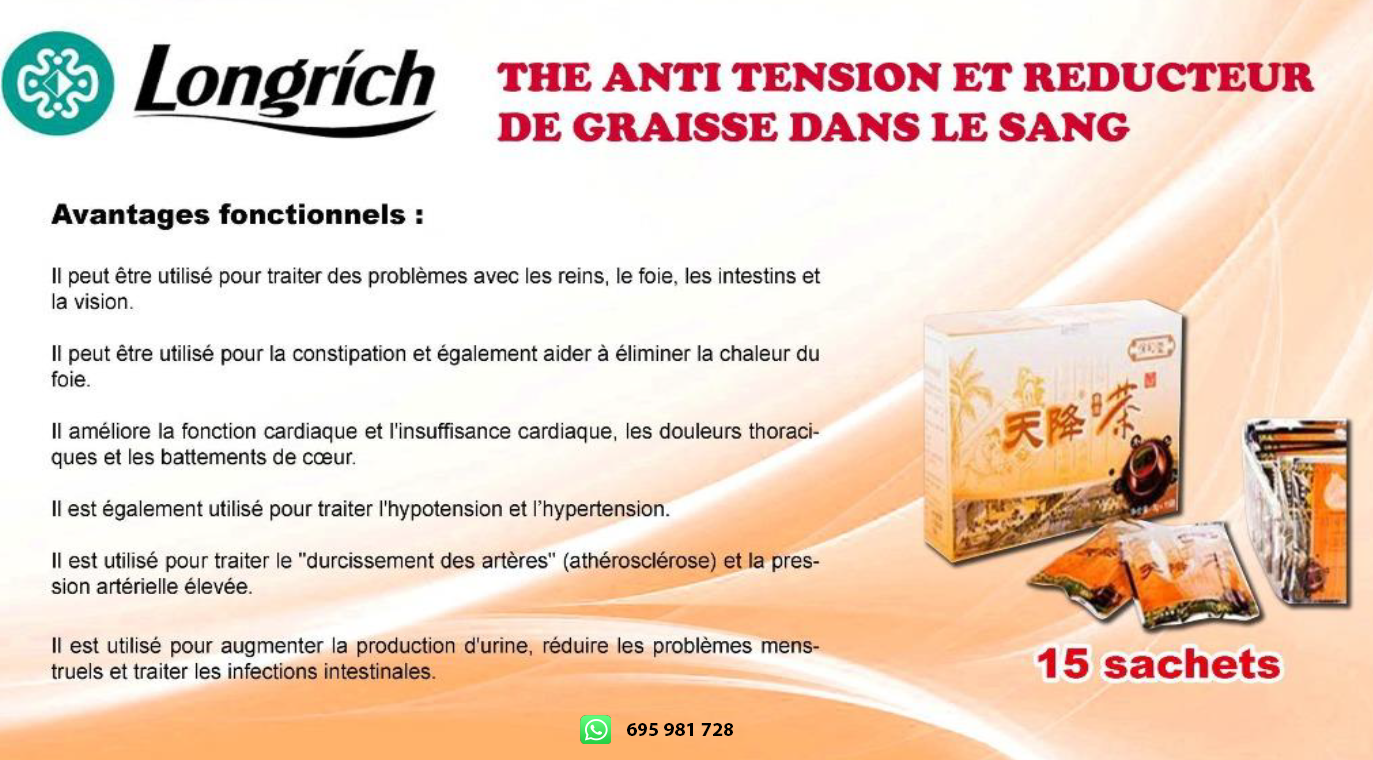 Longrích
THE ANTI TENSION ET REDUCTEUR
DE GRAISSE DANS LE SANG
Avantages fonctionnels :
Il peut être utilisé pour traiter des problèmes avec les reins, le foie, les intestins et
la vision.
Il peut être utilisé pour la constipation et également aider à éliminer la chaleur du
foie.
Il améliore la fonction cardiaque et l'insuffisance cardiaque, les douleurs thoraci-
ques et les battements de cœur.
Il est également utilisé pour traiter l'hypotension et l’hypertension.
Il est utilisé pour traiter le "durcissement des artères" (athérosclérose) et la pres-
sion artérielle élevée.
Il est utilisé pour augmenter la production d'urine, réduire les problèmes mens-
truels et traiter les infections intestinales.
天降茶
15 sachets
695 981 728